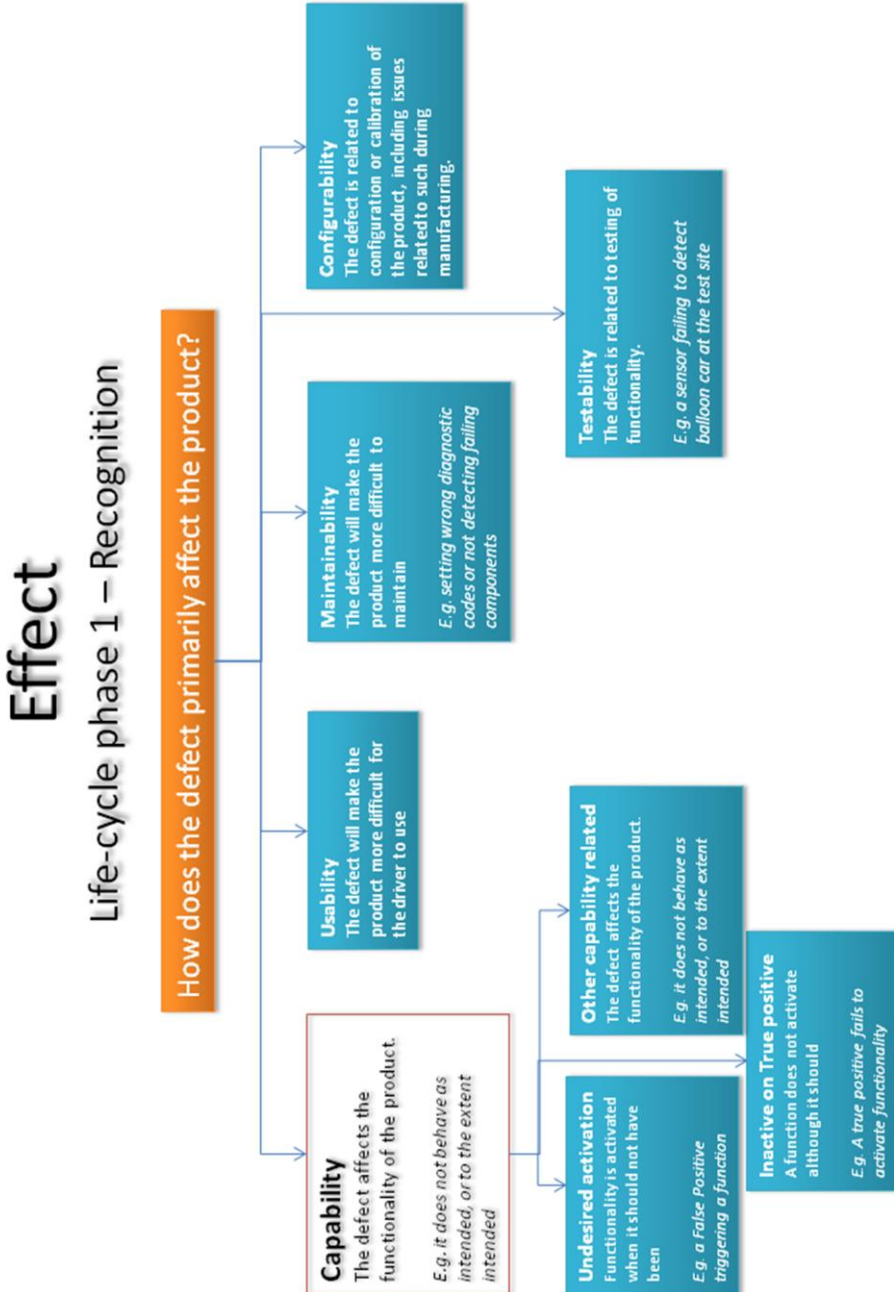 Effect
Life-cycle phase 1 – Recognition
How does the defect primarily affect the product?
Capability
The defect affects the
functionality of the product.
E.g. it does not behave as
intended, or to the extent
intended
Usability
The defect will make the
product more difficult for
the driver to use
Maintainability
The defect will make the
product more difficult to
maintain
E.g. setting wrong diagnostic
codes or not detecting failing
components
Configurability
The defect is related to
configuration or calibration of
the product, including issues
related to such during
manufacturing.
Undesired activation
Functionality is activated
when it should not have
been
E.g. a False Positive
triggering a function
Other capability related
The defect affects the
functionality of the product.
E.g. it does not behave as
intended, or to the extent
intended
Testability
The defect is related to testing of
functionality.
E.g. a sensor failing to detect
balloon car at the test site
Inactive on True positive
A function does not activate
although it should
E.g. A true positive fails to
activate functionality